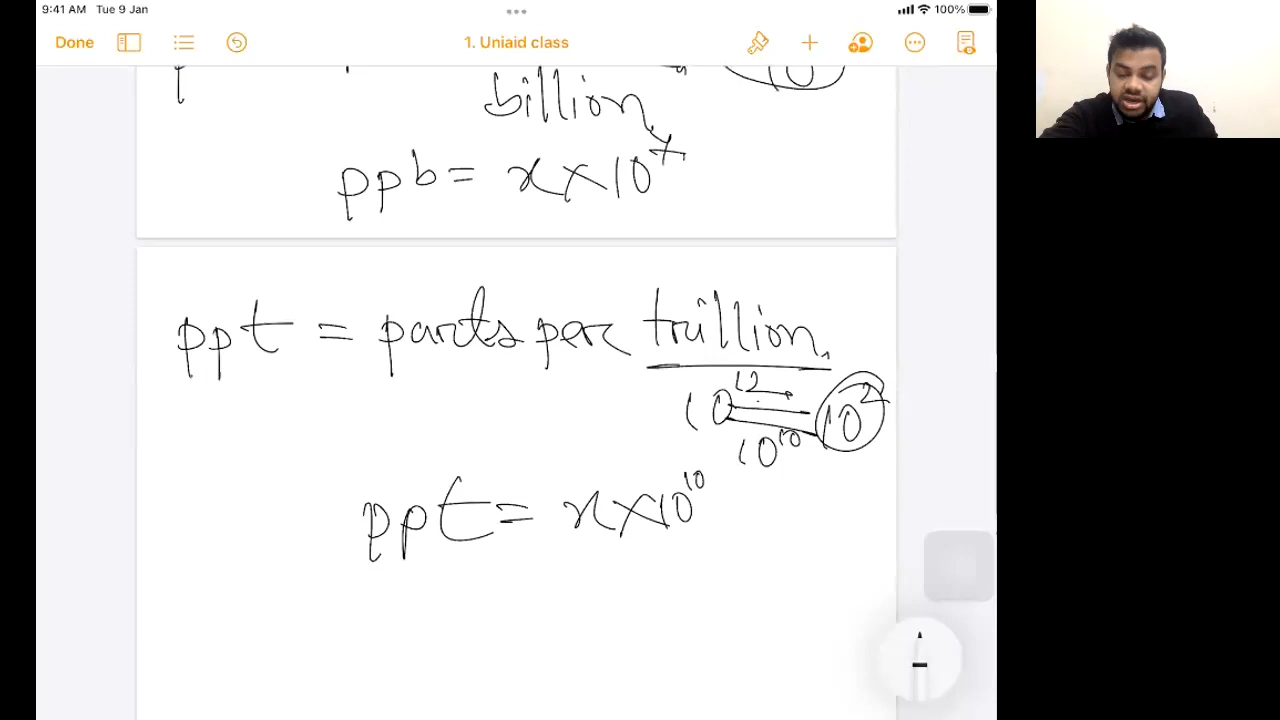 9:41 AM Tue 9 Jan
100%
Done
1. Uniaid class
billion
10
ppb = x × 10⁷
ppt = parts per trillion
10¹² 10²
10¹⁰
ppt = x × 10¹⁰